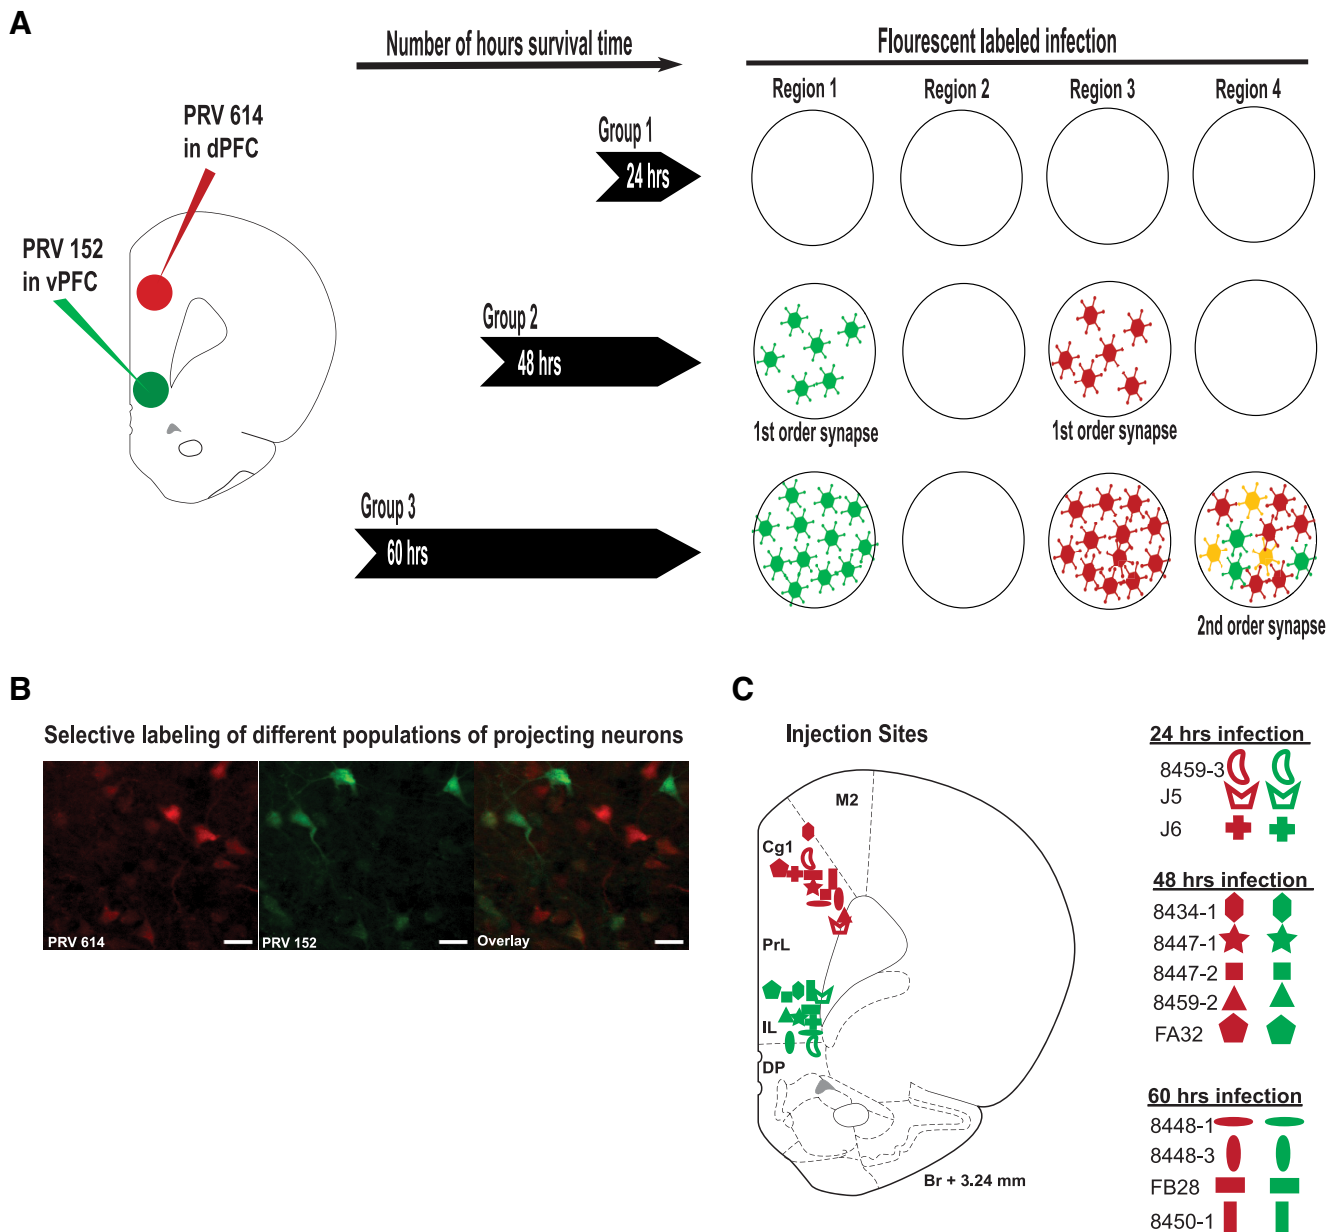 A
Number of hours survival time
Flourescent labeled infection
Region 1
Region 2
Region 3
Region 4
PRV 614
in dPFC
Group 1
24 hrs
PRV 152
in vPFC
Group 2
48 hrs
1st order synapse
1st order synapse
Group 3
60 hrs
2nd order synapse
B
Selective labeling of different populations of projecting neurons
PRV 614
PRV 152
Overlay
C
Injection Sites
M2
Cg1
PrL
IL
DP
Br + 3.24 mm
24 hrs infection
8459-3
J5
J6
48 hrs infection
8434-1
8447-1
8447-2
8459-2
FA32
60 hrs infection
8448-1
8448-3
FB28
8450-1